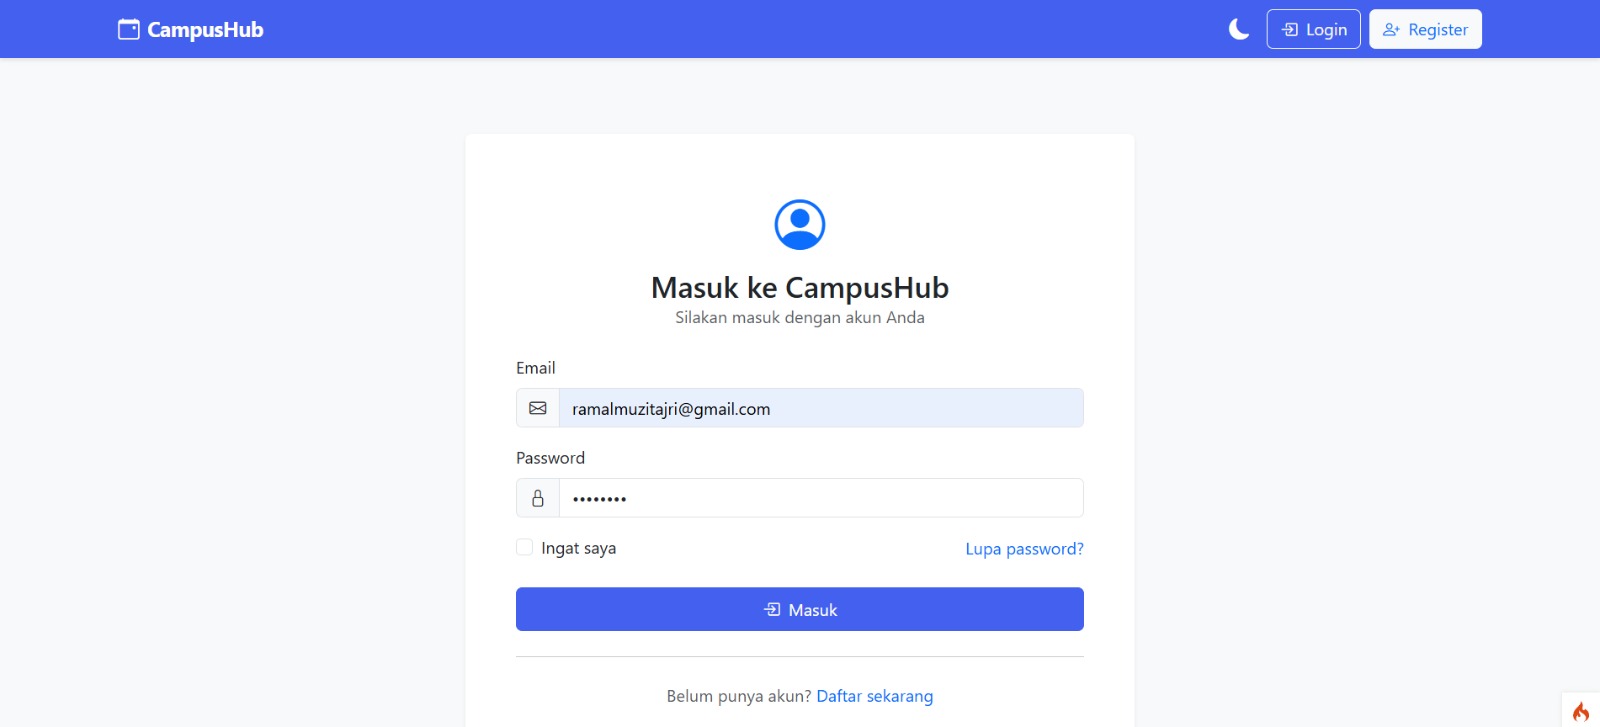 CampusHub
Login
Register
Masuk ke CampusHub
Silakan masuk dengan akun Anda
Email
ramalmuzitajri@gmail.com
Password
••••••••
Ingat saya
Lupa password?
Masuk
Belum punya akun? Daftar sekarang